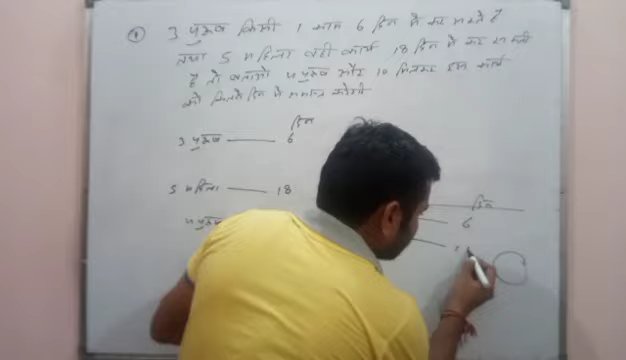 ① 3 पुरूष किसी 1 काम 6 दिन में कर सकते हैं
तथा 5 महिला वही कार्य 18 दिन में कर सकती
है तो बताओ 4 पुरूष और 10 महिला इस कार्य
को कितने दिन में समाप्त करेगी
दिन
3 पुरूष —— 6
5 महिला —— 18
4 पुरूष
दिन
6